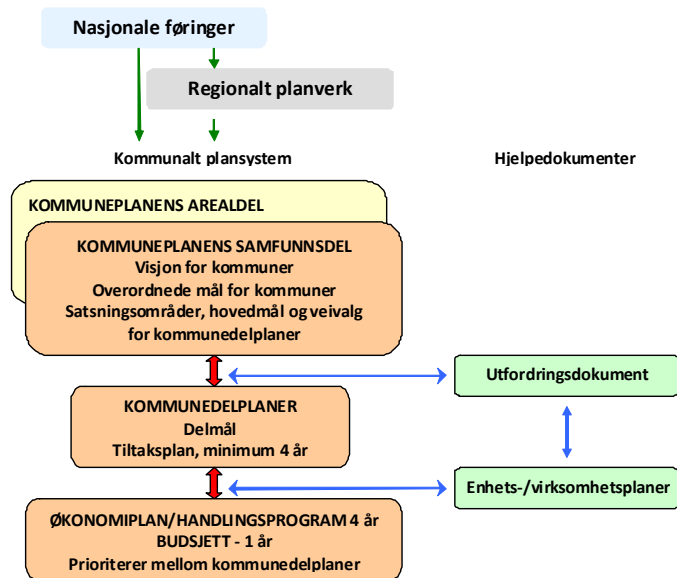 Nasjonale føringer
Regionalt planverk
Kommunalt plansystem
Hjelpedokumenter
KOMMUNEPLANENS AREALDEL
KOMMUNEPLANENS SAMFUNNSDEL
Visjon for kommuner
Overordnede mål for kommuner
Satsningsområder, hovedmål og veivalg
for kommunedelplaner
Utfordringsdokument
KOMMUNEDELPLANER
Delmål
Tiltaksplan, minimum 4 år
Enhets-/virksomhetsplaner
ØKONOMIPLAN/HANDLINGSPROGRAM 4 år
BUDSJETT - 1 år
Prioriterer mellom kommunedelplaner